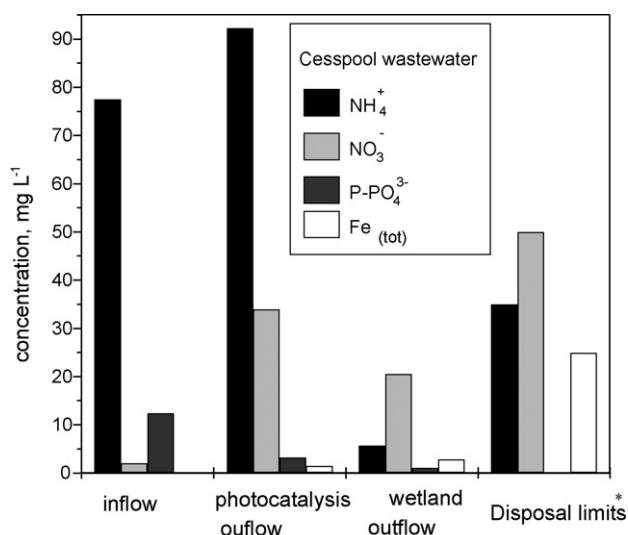 90
80
70
60
50
40
30
20
10
0
concentration, mg L⁻¹
Cesspool wastewater
NH₄⁺
NO₃⁻
P-PO₄³⁻
Fe (tot)
inflow
photocatalysis
ouflow
wetland
outflow
Disposal limits*